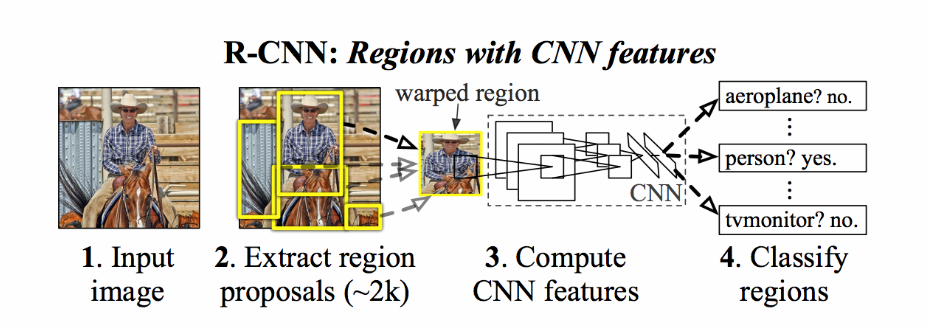 R-CNN: Regions with CNN features
warped region
aeroplane? no.
person? yes.
tvmonitor? no.
CNN
1. Input
image
2. Extract region
proposals (~2k)
3. Compute
CNN features
4. Classify
regions